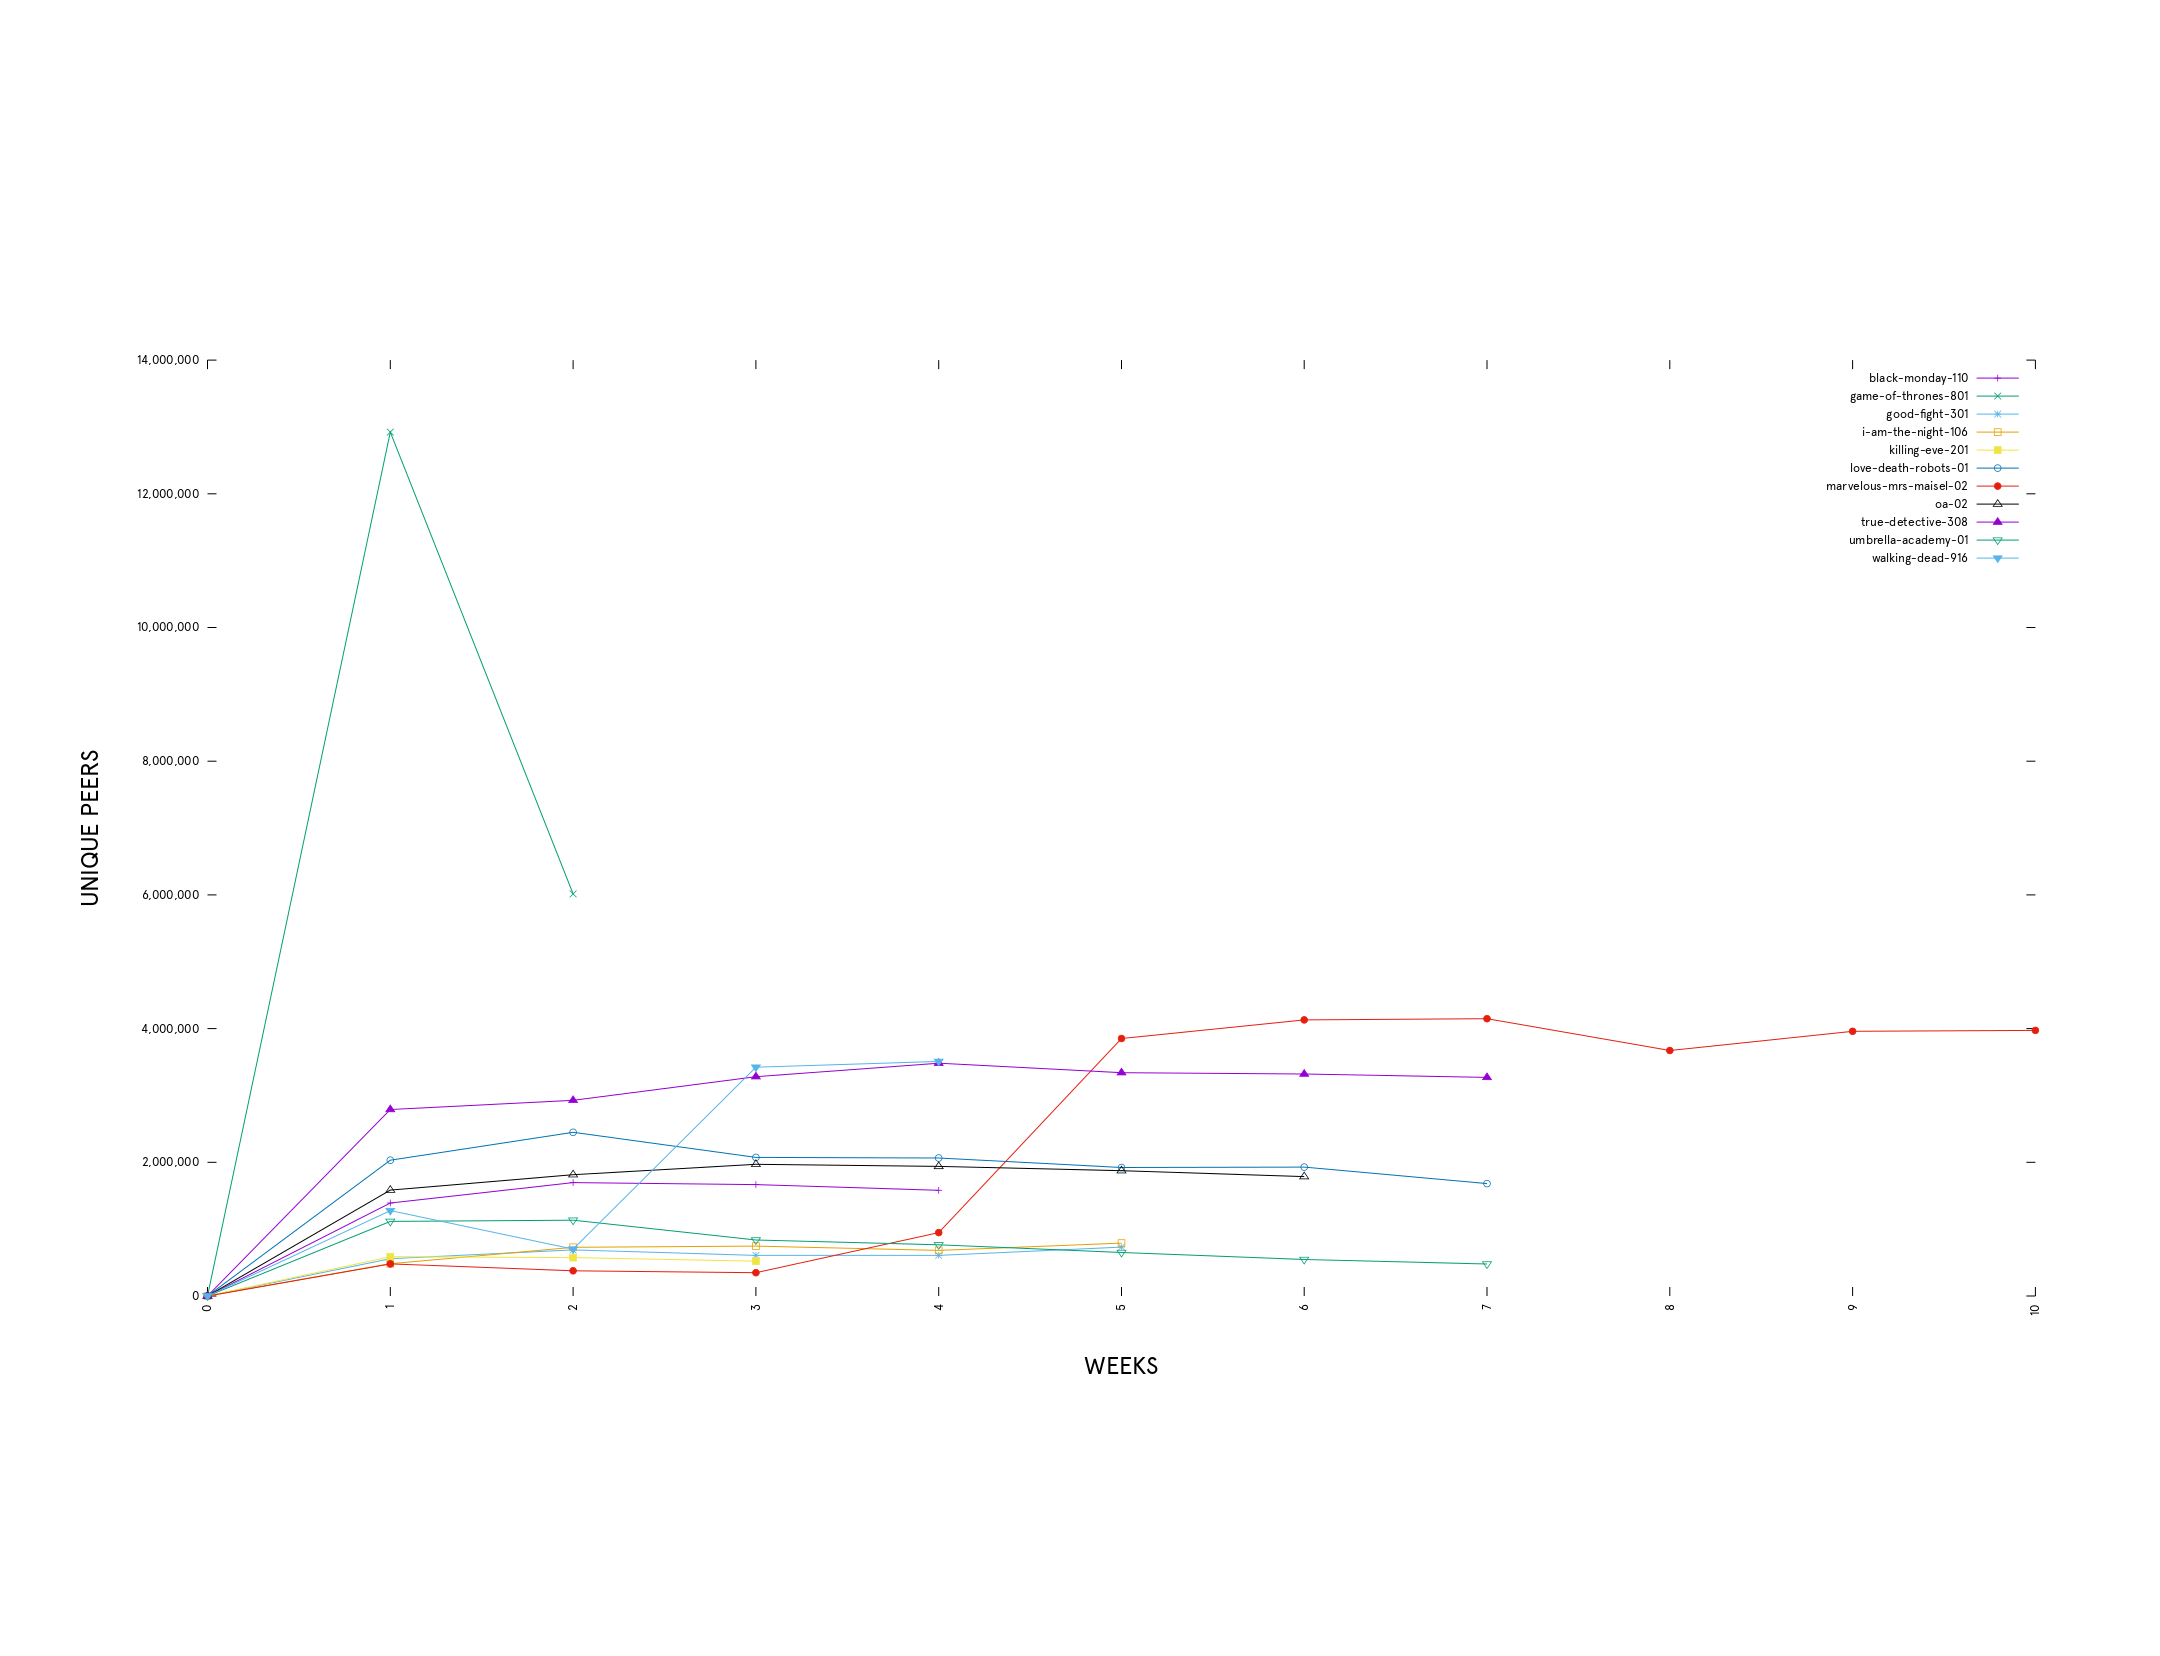 14,000,000
12,000,000
10,000,000
8,000,000
6,000,000
4,000,000
2,000,000
0
UNIQUE PEERS
black-monday-110
game-of-thrones-801
good-fight-301
i-am-the-night-106
killing-eve-201
love-death-robots-01
marvelous-mrs-maisel-02
oa-02
true-detective-308
umbrella-academy-01
walking-dead-916
0 1 2 3 4 5 6 7 8 9 10
WEEKS